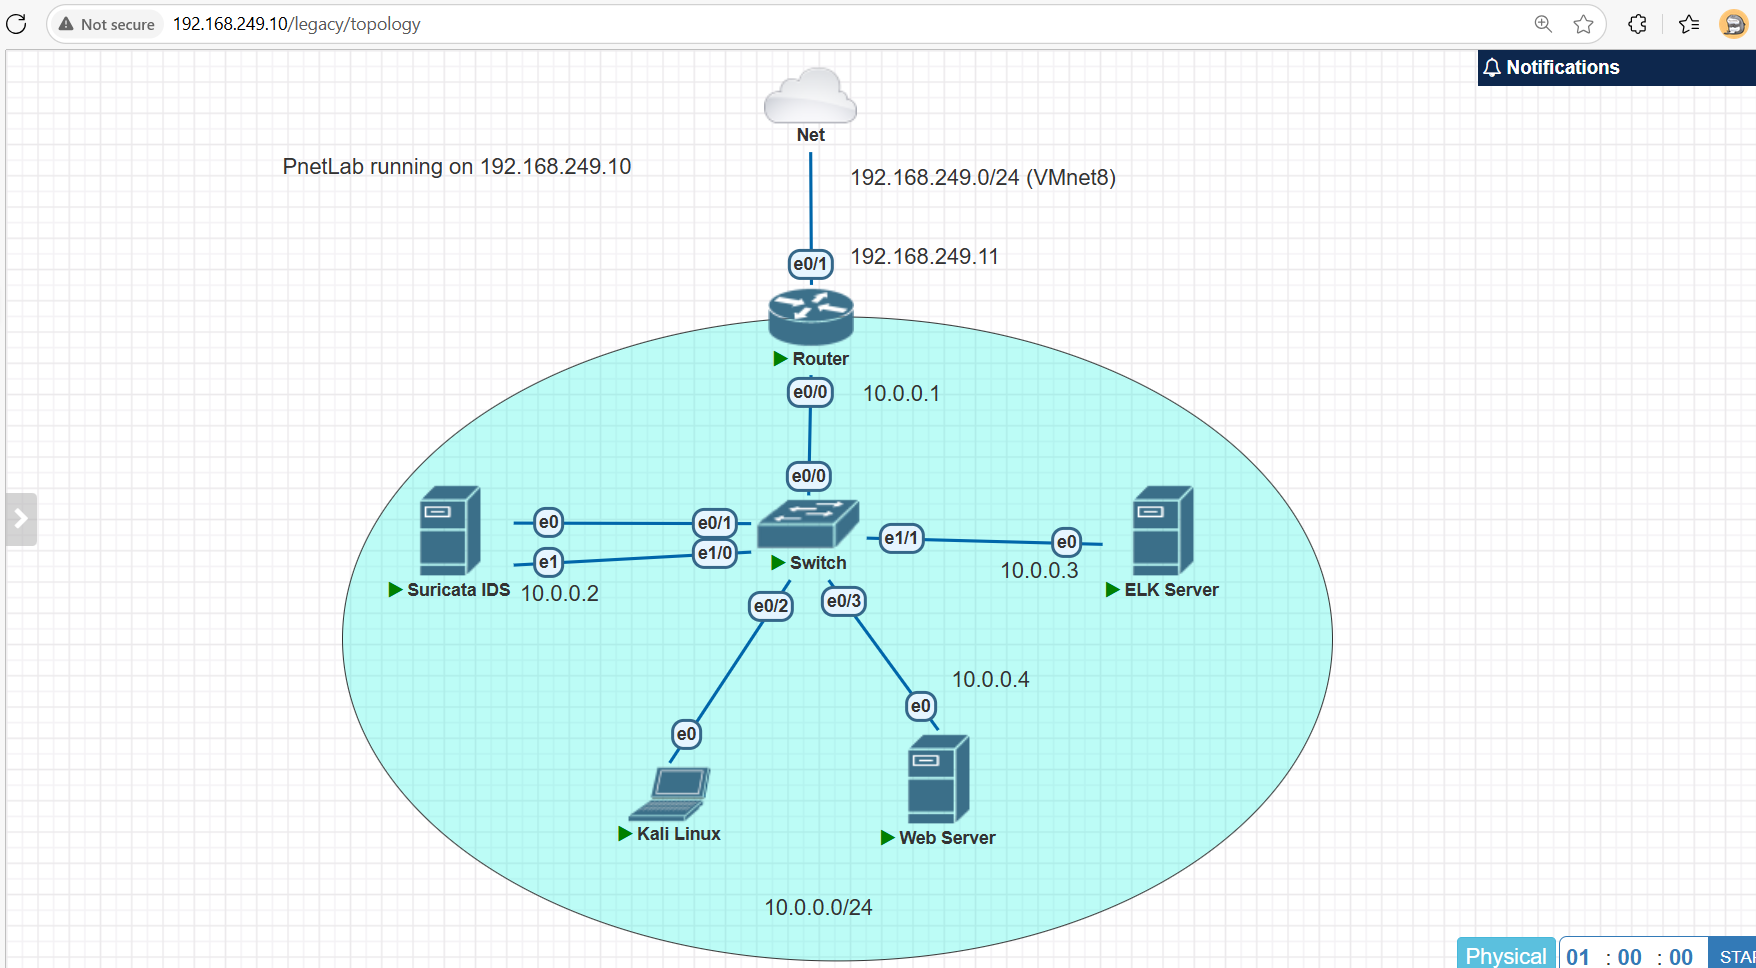 Not secure
192.168.249.10/legacy/topology
Notifications
Net
PnetLab running on 192.168.249.10
192.168.249.0/24 (VMnet8)
192.168.249.11
e0/1
Router
e0/0
10.0.0.1
e0/0
e0
e0/1
e1
e1/0
Switch
e1/1
e0
10.0.0.3
Suricata IDS
10.0.0.2
ELK Server
e0/2
e0/3
10.0.0.4
e0
e0
Kali Linux
Web Server
10.0.0.0/24
Physical
01 : 00 : 00